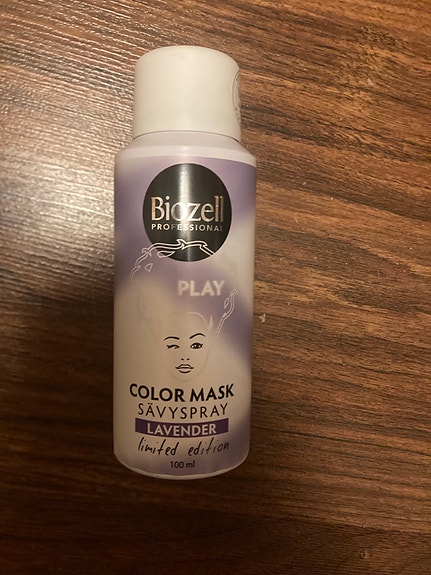 Biozell
PROFESSIONAL
PLAY
COLOR MASK
SÄVYSPRAY
LAVENDER
limited edition
100 ml